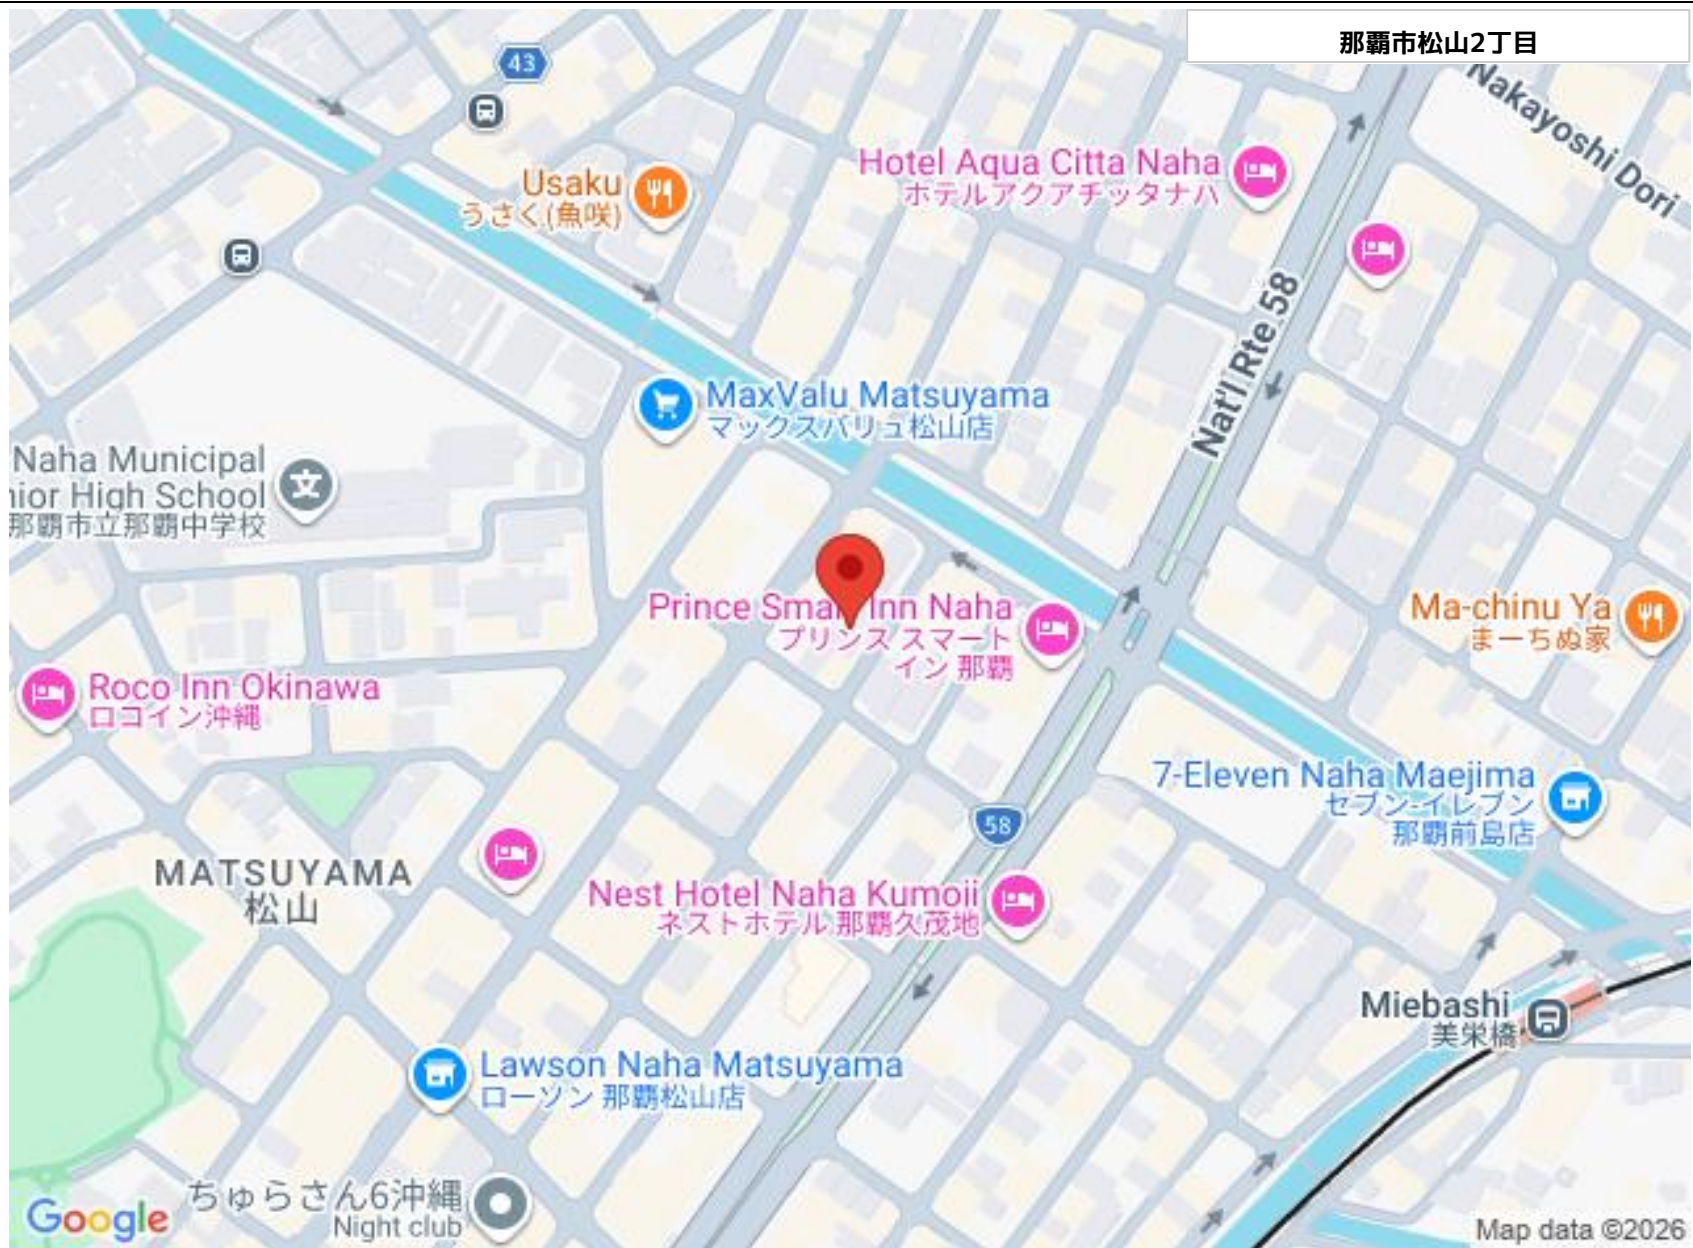 那覇市松山2丁目
43
Nakayoshi Dori
Hotel Aqua Citta Naha
ホテルアクアチッタナハ
Usaku
うさく(魚咲)
Nat'l Rte 58
MaxValu Matsuyama
マックスバリュ松山店
Naha Municipal
nior High School
那覇市立那覇中学校
文
Prince Smart Inn Naha
プリンス スマート
イン 那覇
Ma-chinu Ya
まーちぬ家
Roco Inn Okinawa
ロコイン沖縄
7-Eleven Naha Maejima
セブン-イレブン
那覇前島店
58
MATSUYAMA
松山
Nest Hotel Naha Kumoji
ネストホテル 那覇久茂地
Miebashi
美栄橋
Lawson Naha Matsuyama
ローソン 那覇松山店
ちゅらさん6沖縄
Night club
Google
Map data ©2026